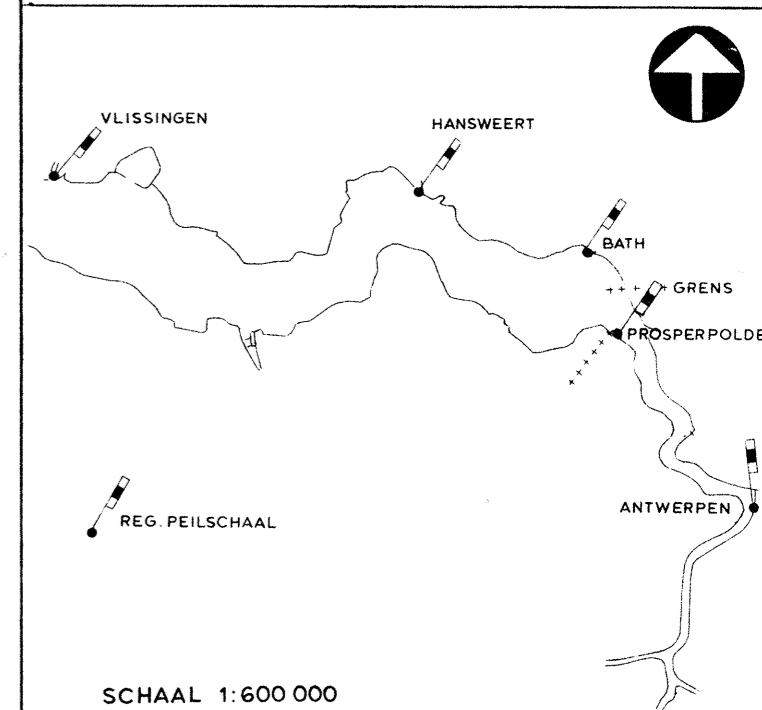 VLISSINGEN
HANSWEERT
BATH
GRENS
PROSPERPOLDE
ANTWERPEN
REG. PEILSCHAAL
SCHAAL 1:600 000